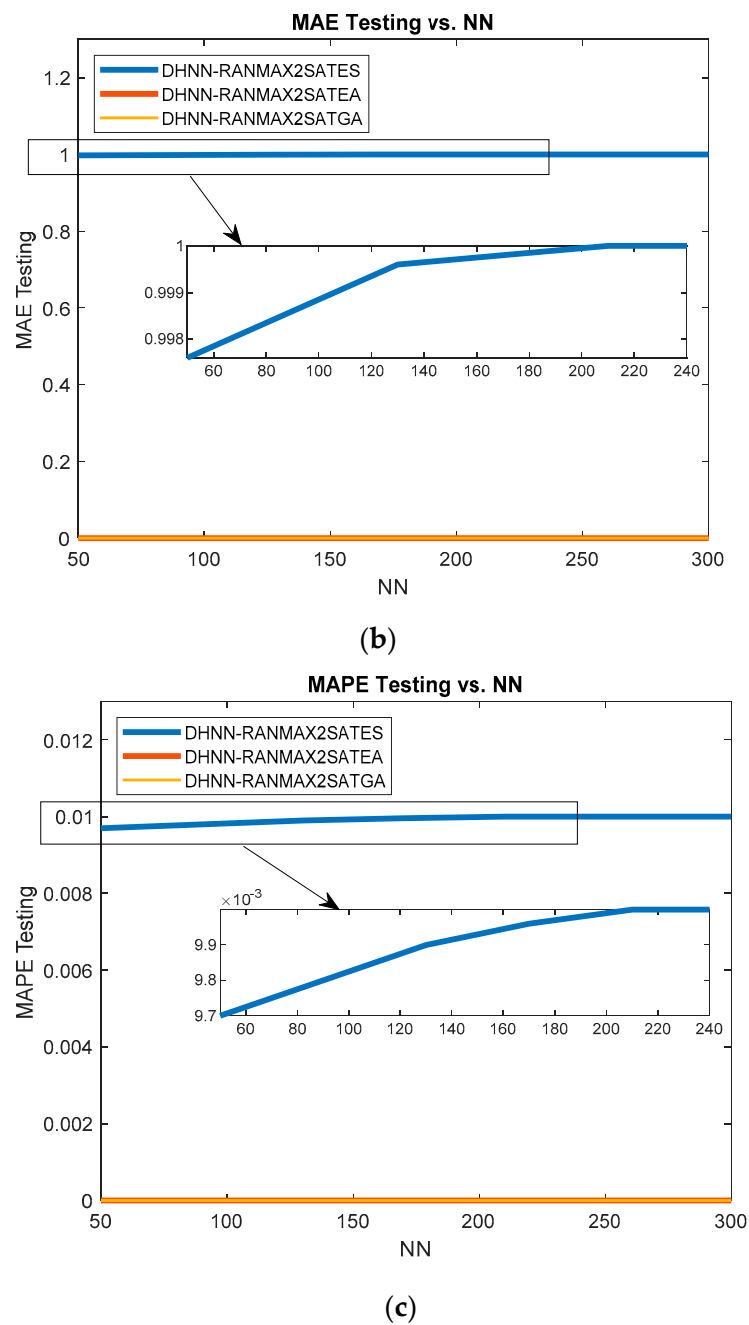 MAE Testing vs. NN
DHNN-RANMAX2SATES
DHNN-RANMAX2SATEA
DHNN-RANMAX2SATGA
1.2
1
0.8
0.6
0.4
0.2
0
MAE Testing
1
0.999
0.998
60 80 100 120 140 160 180 200 220 240
50 100 150 200 250 300
NN
(b)
MAPE Testing vs. NN
DHNN-RANMAX2SATES
DHNN-RANMAX2SATEA
DHNN-RANMAX2SATGA
0.012
0.01
0.008
0.006
0.004
0.002
0
MAPE Testing
×10-3
9.9
9.8
9.7
60 80 100 120 140 160 180 200 220 240
50 100 150 200 250 300
NN
(c)